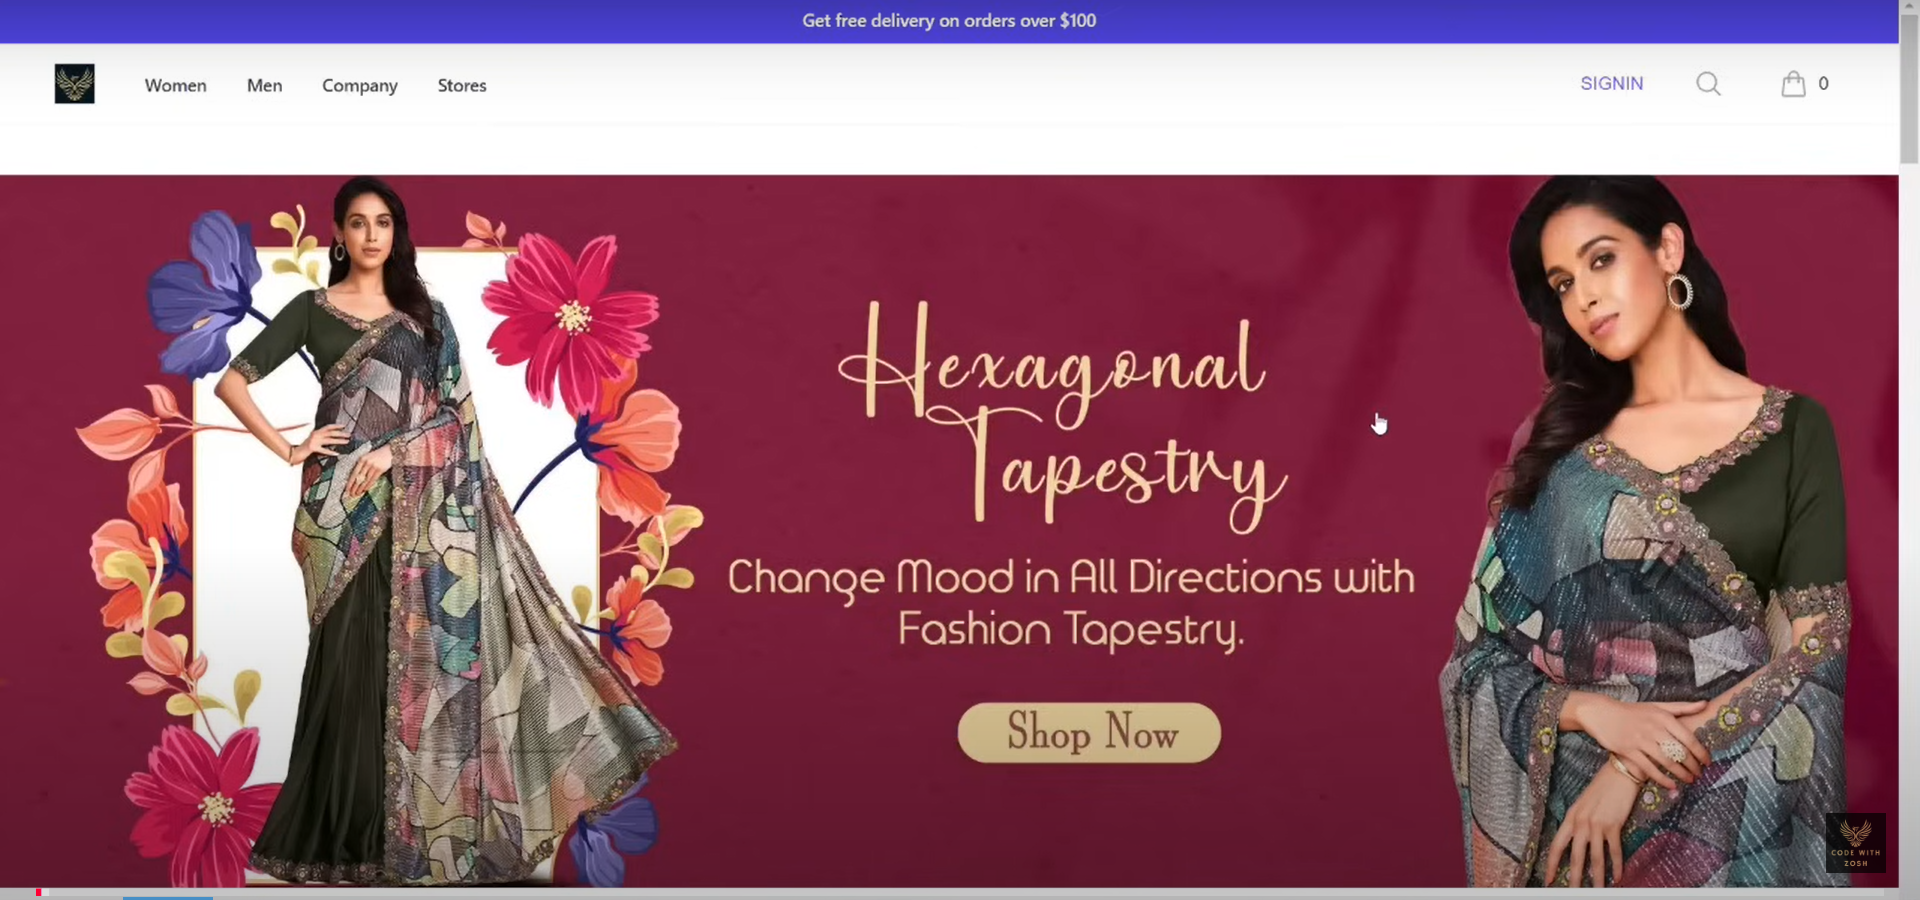 Get free delivery on orders over $100
Women Men Company Stores SIGNIN 0
Hexagonal
Tapestry
Change Mood in All Directions with
Fashion Tapestry.
Shop Now
CODE WITH
ZOSH